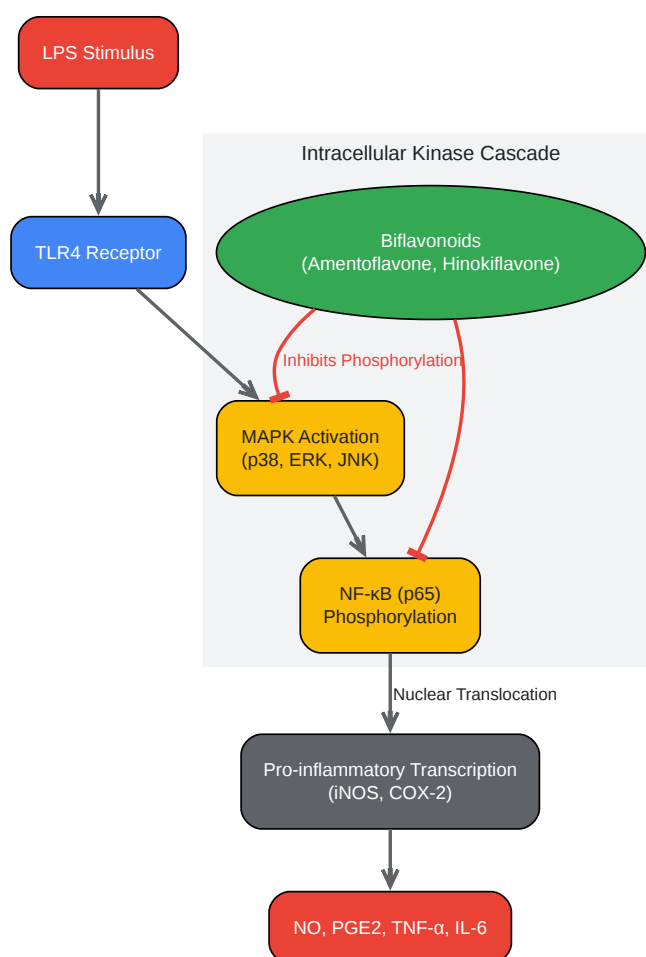 LPS Stimulus
Intracellular Kinase Cascade
TLR4 Receptor
Biflavonoids
(Amentoflavone, Hinokiflavone)
Inhibits Phosphorylation
MAPK Activation
(p38, ERK, JNK)
NF-κB (p65)
Phosphorylation
Nuclear Translocation
Pro-inflammatory Transcription
(iNOS, COX-2)
NO, PGE2, TNF-α, IL-6